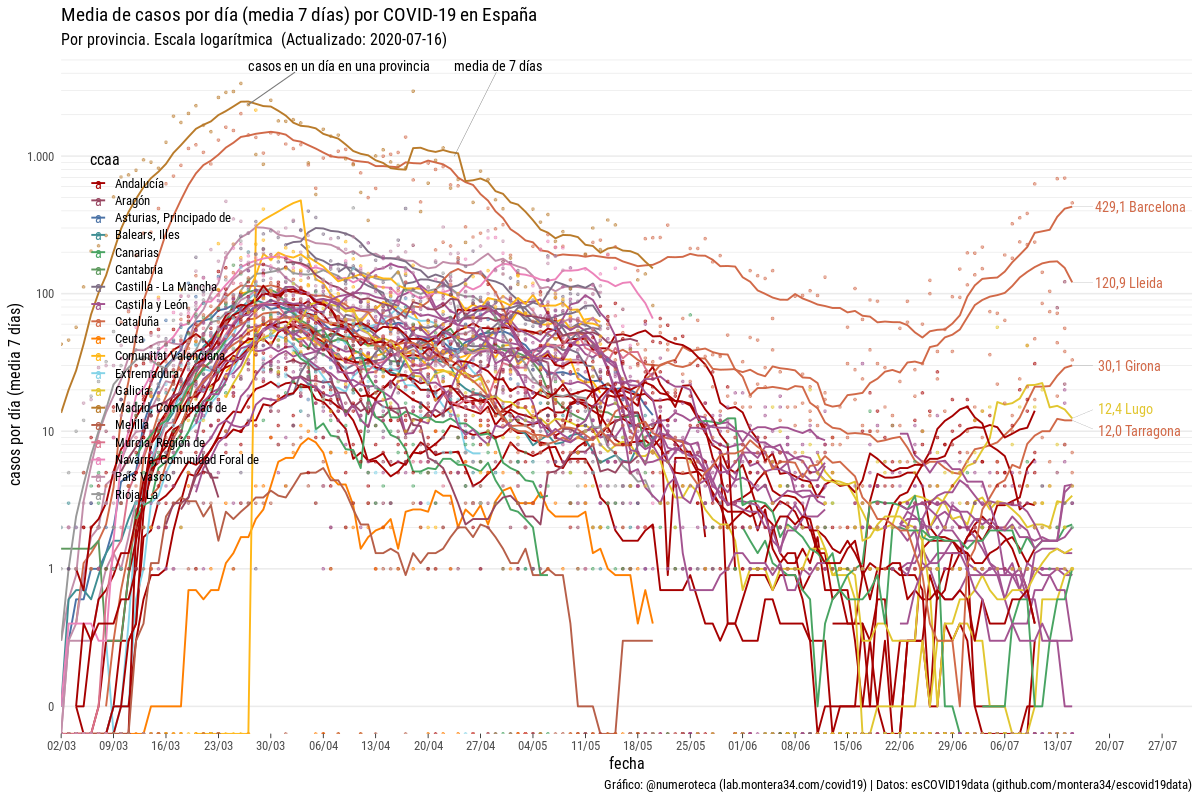 Media de casos por día (media 7 días) por COVID-19 en España
Por provincia. Escala logarítmica (Actualizado: 2020-07-16)
casos en un día en una provincia
media de 7 días
1.000
100
10
1
0
casos por día (media 7 días)
ccaa
Andalucía
Aragón
Asturias, Principado de
Balears, Illes
Canarias
Cantabria
Castilla - La Mancha
Castilla y León
Cataluña
Ceuta
Comunitat Valenciana
Extremadura
Galicia
Madrid, Comunidad de
Melilla
Murcia, Región de
Navarra, Comunidad Foral de
País Vasco
Rioja, La
429,1 Barcelona
120,9 Lleida
30,1 Girona
12,4 Lugo
12,0 Tarragona
02/03 09/03 16/03 23/03 30/03 06/04 13/04 20/04 27/04 04/05 11/05 18/05 25/05 01/06 08/06 15/06 22/06 29/06 06/07 13/07 20/07 27/07
fecha
Gráfico: @numeroteca (lab.montera34.com/covid19) | Datos: esCOVID19data (github.com/montera34/escovid19data)